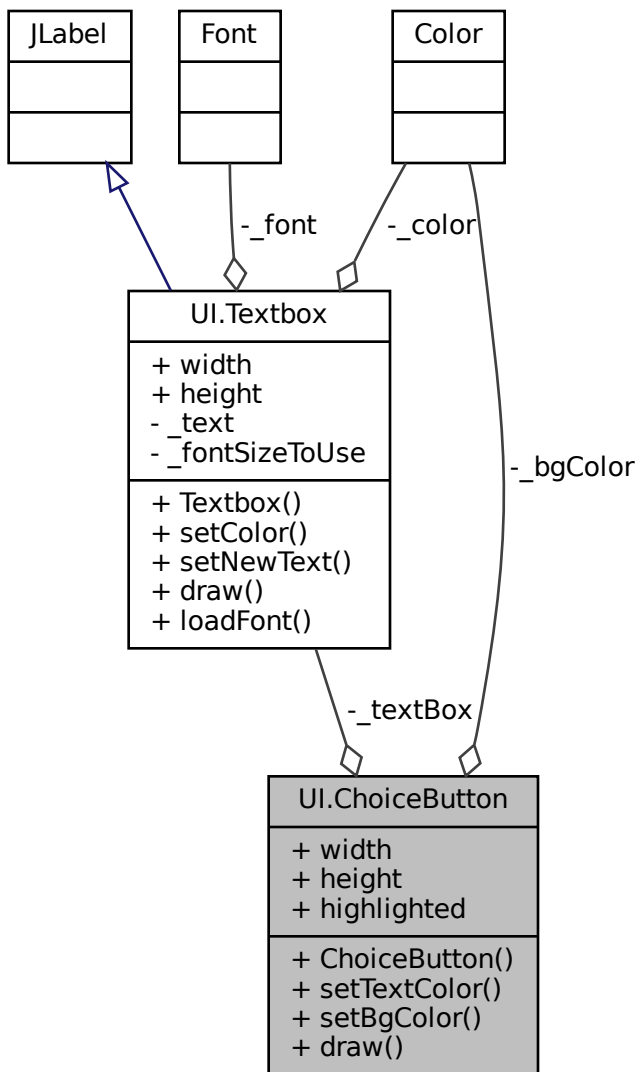 JLabel
Font
Color
-_font
-_color
UI.Textbox
+ width
+ height
- _text
- _fontSizeToUse
+ Textbox()
+ setColor()
+ setNewText()
+ draw()
+ loadFont()
-_bgColor
-_textBox
UI.ChoiceButton
+ width
+ height
+ highlighted
+ ChoiceButton()
+ setTextColor()
+ setBgColor()
+ draw()